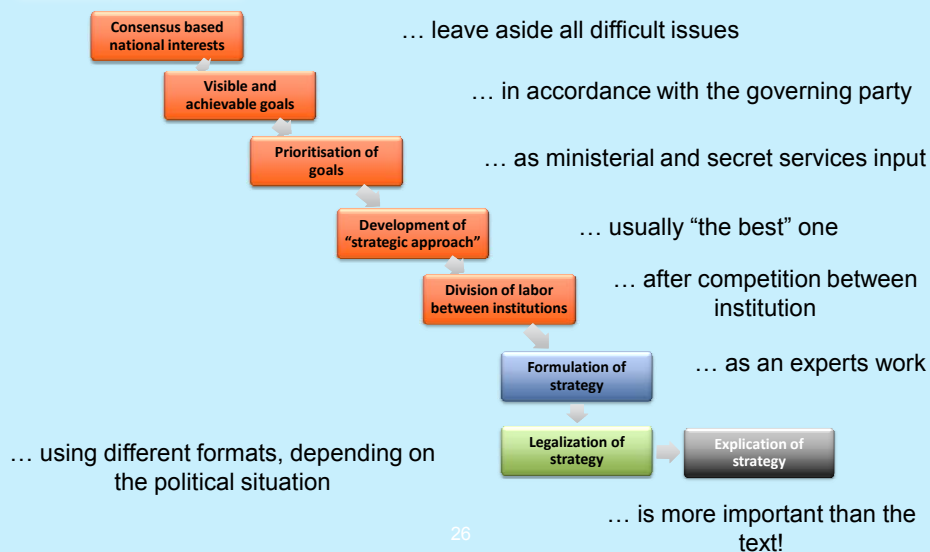 Consensus based
national interests
… leave aside all difficult issues
Visible and
achievable goals
… in accordance with the governing party
Prioritisation of
goals
… as ministerial and secret services input
Development of
“strategic approach”
… usually “the best” one
Division of labor
between institutions
… after competition between
institution
Formulation of
strategy
… as an experts work
Legalization of
strategy
Explication of
strategy
… using different formats, depending on
the political situation
… is more important than the
text!
26